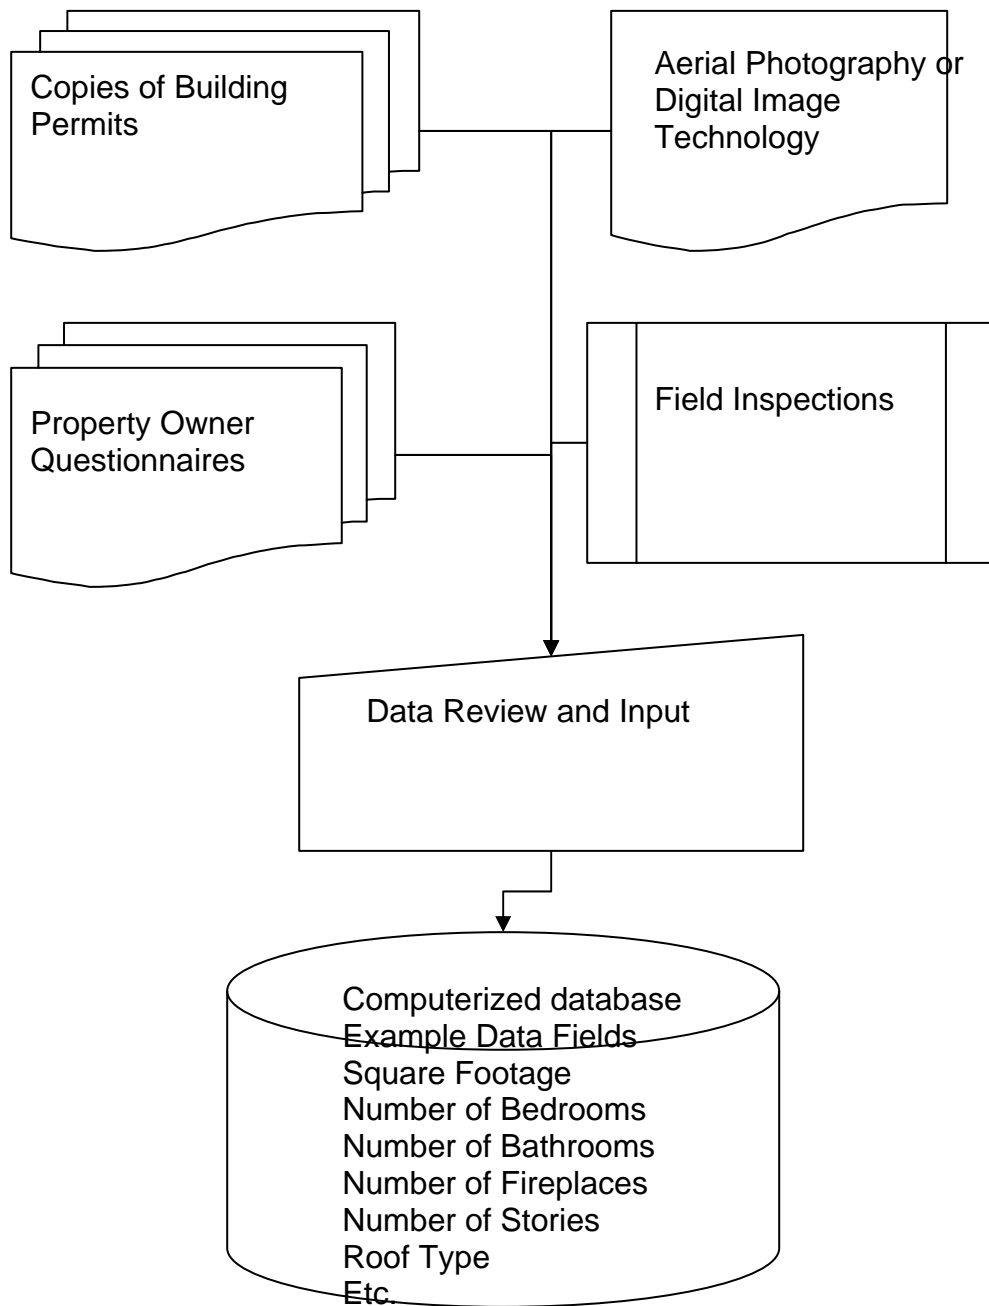 Copies of Building
Permits
Aerial Photography or
Digital Image
Technology
Property Owner
Questionnaires
Field Inspections
Data Review and Input
Computerized database
Example Data Fields
Square Footage
Number of Bedrooms
Number of Bathrooms
Number of Fireplaces
Number of Stories
Roof Type
Etc.